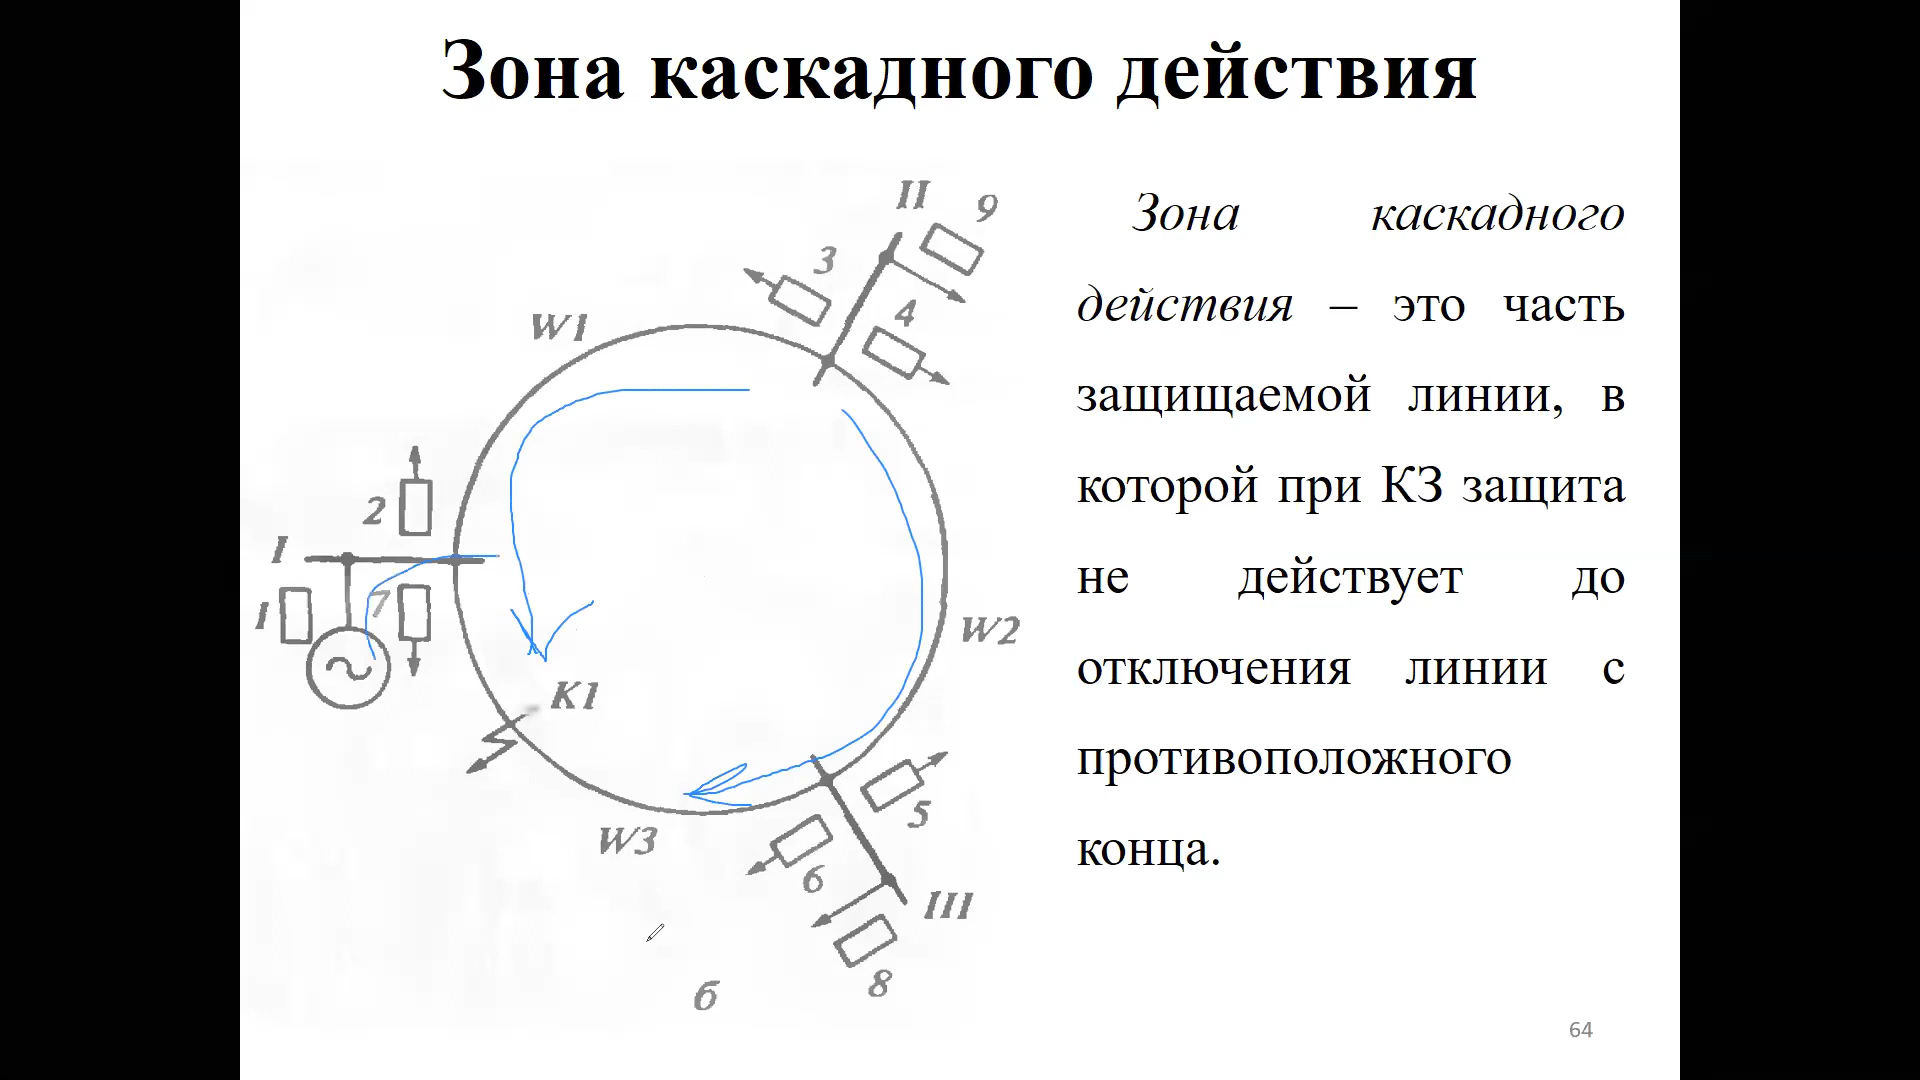 Зона каскадного действия
Зона каскадного
действия – это часть
защищаемой линии, в
которой при КЗ защита
не действует до
отключения линии с
противоположного
конца.
II
9
3
4
W1
2
I
1
7
W2
K1
5
W3
6
III
8
б
64